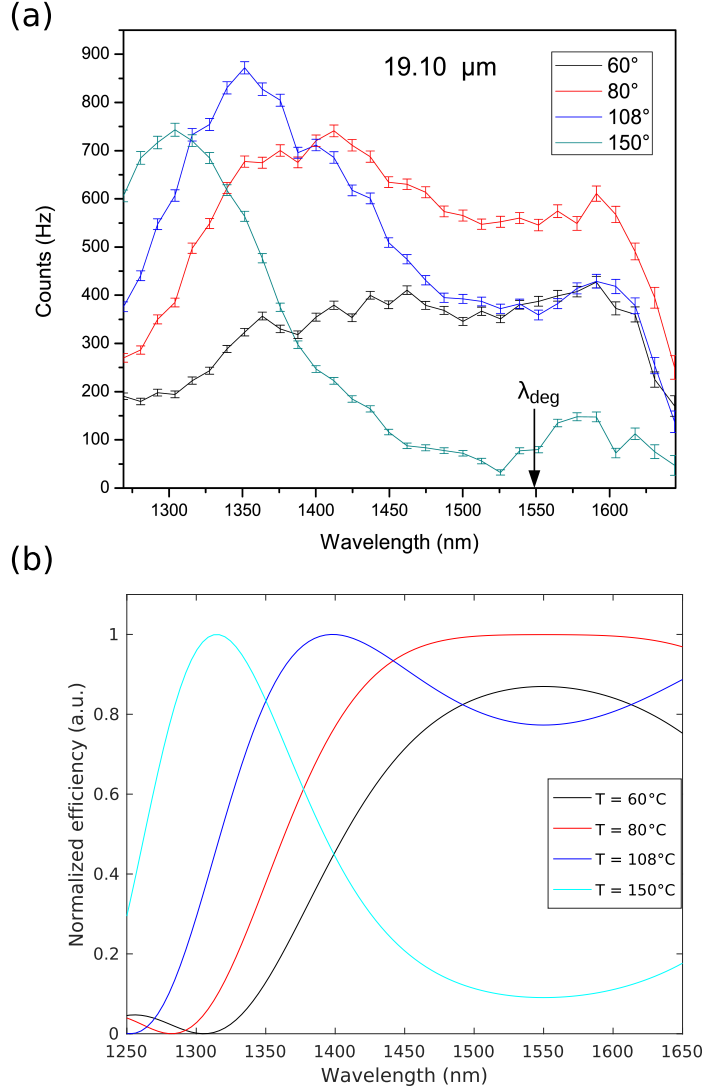 (a)
19.10 µm
60°
80°
108°
150°
900
800
700
600
500
400
300
200
100
0
Counts (Hz)
λdeg
1300 1350 1400 1450 1500 1550 1600
Wavelength (nm)
(b)
1
0.8
0.6
0.4
0.2
0
Normalized efficiency (a.u.)
T = 60°C
T = 80°C
T = 108°C
T = 150°C
1250 1300 1350 1400 1450 1500 1550 1600 1650
Wavelength (nm)